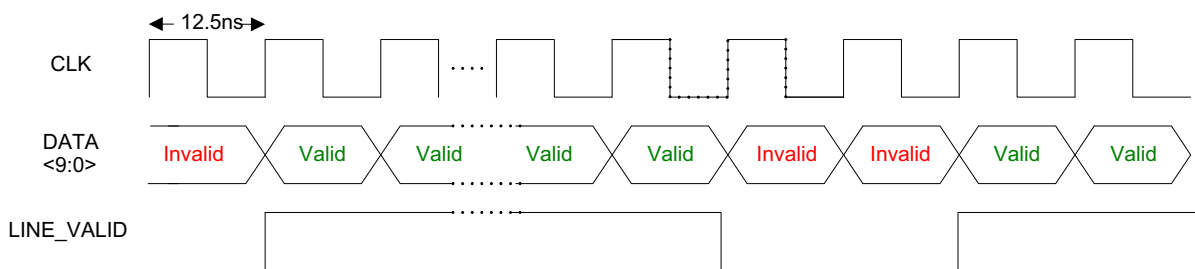 12.5ns
CLK
DATA
<9:0>
Invalid Valid Valid Valid Valid Invalid Invalid Valid Valid
LINE_VALID